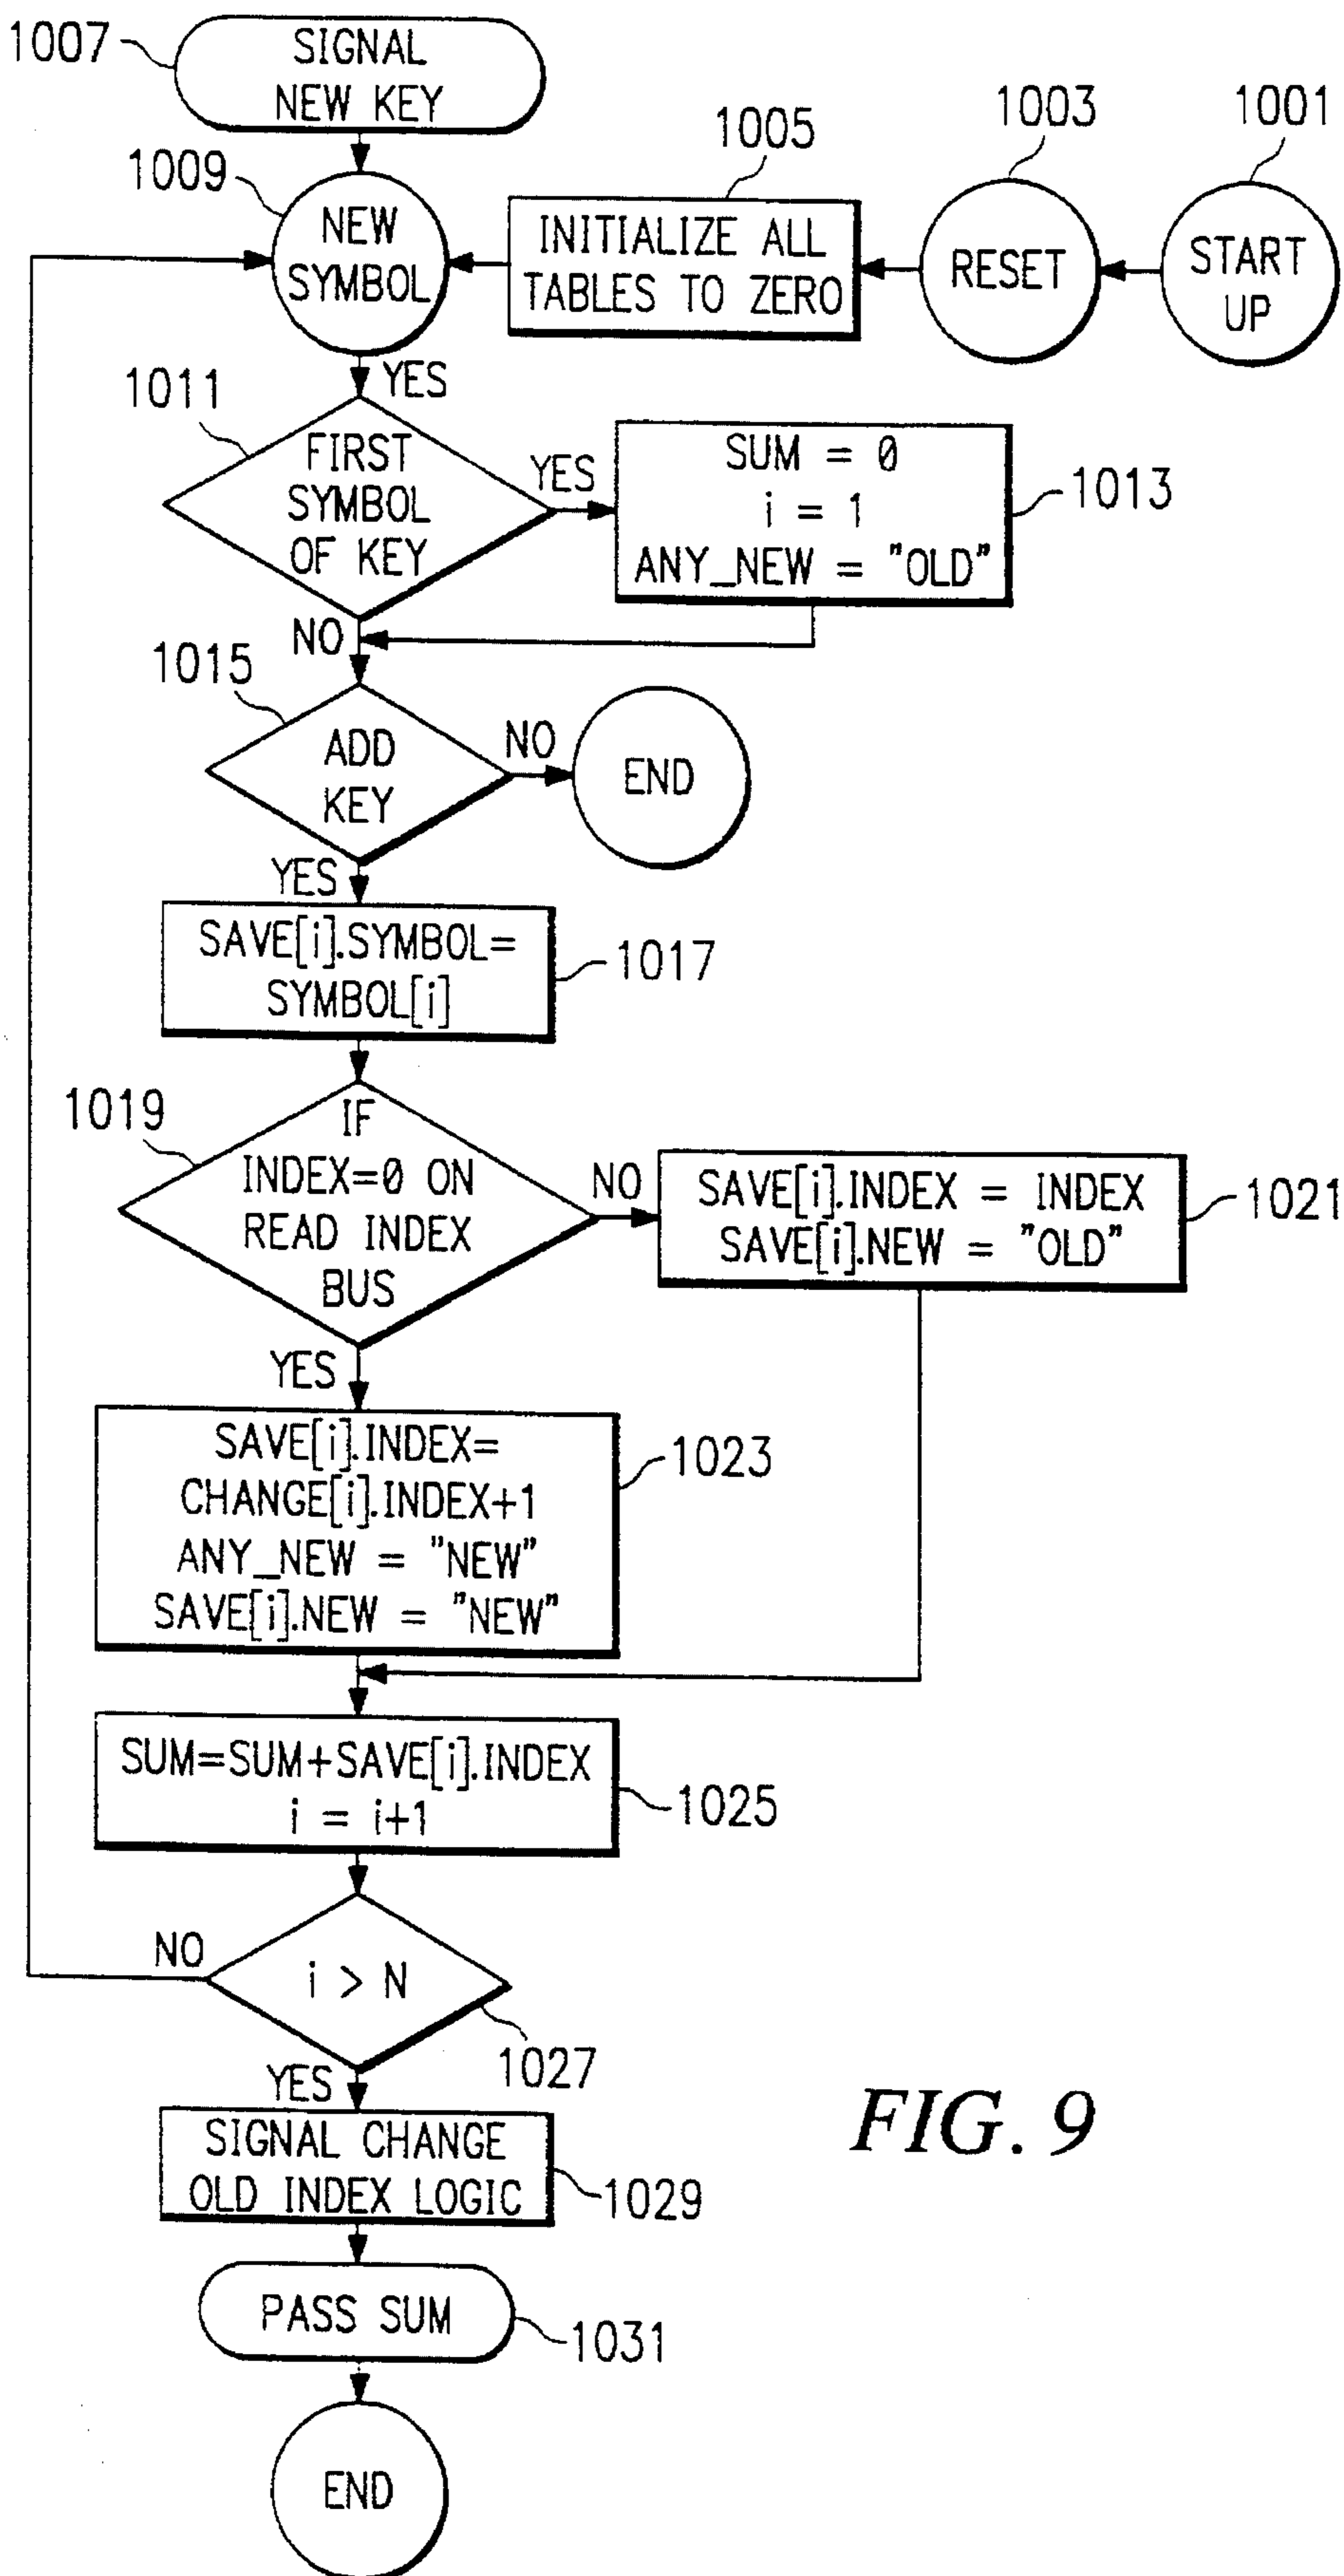 1007
SIGNAL
NEW KEY
1009
NEW
SYMBOL
1005
INITIALIZE ALL
TABLES TO ZERO
1003
RESET
1001
START
UP
YES
1011
FIRST
SYMBOL
OF KEY
YES
SUM = 0
i = 1
ANY_NEW = "OLD"
1013
NO
1015
ADD
KEY
NO
END
YES
SAVE[i].SYMBOL=
SYMBOL[i]
1017
1019
IF
INDEX=0 ON
READ INDEX
BUS
NO
SAVE[i].INDEX = INDEX
SAVE[i].NEW = "OLD"
1021
YES
SAVE[i].INDEX=
CHANGE[i].INDEX+1
ANY_NEW = "NEW"
SAVE[i].NEW = "NEW"
1023
SUM=SUM+SAVE[i].INDEX
i = i+1
1025
NO
i > N
1027
YES
SIGNAL CHANGE
OLD INDEX LOGIC
1029
PASS SUM
1031
END
FIG. 9